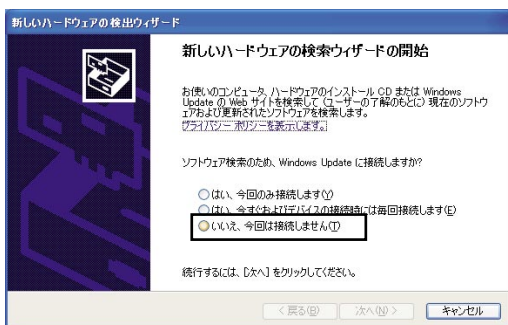 新しいハードウェアの検出ウィザード
新しいハードウェアの検索ウィザードの開始
お使いのコンピュータ、ハードウェアのインストール CD または Windows
Update の Web サイトを検索して (ユーザーの了解のもとに) 現在のソフトウ
ェアおよび更新されたソフトウェアを検索します。
プライバシー ポリシーを表示します。
ソフトウェア検索のため、Windows Update に接続しますか?
はい、今回のみ接続します(Y)
はい、今すぐおよびデバイスの接続時には毎回接続します(E)
いいえ、今回は接続しません(T)
続行するには、[次へ] をクリックしてください。
< 戻る(B)
次へ(N) >
キャンセル